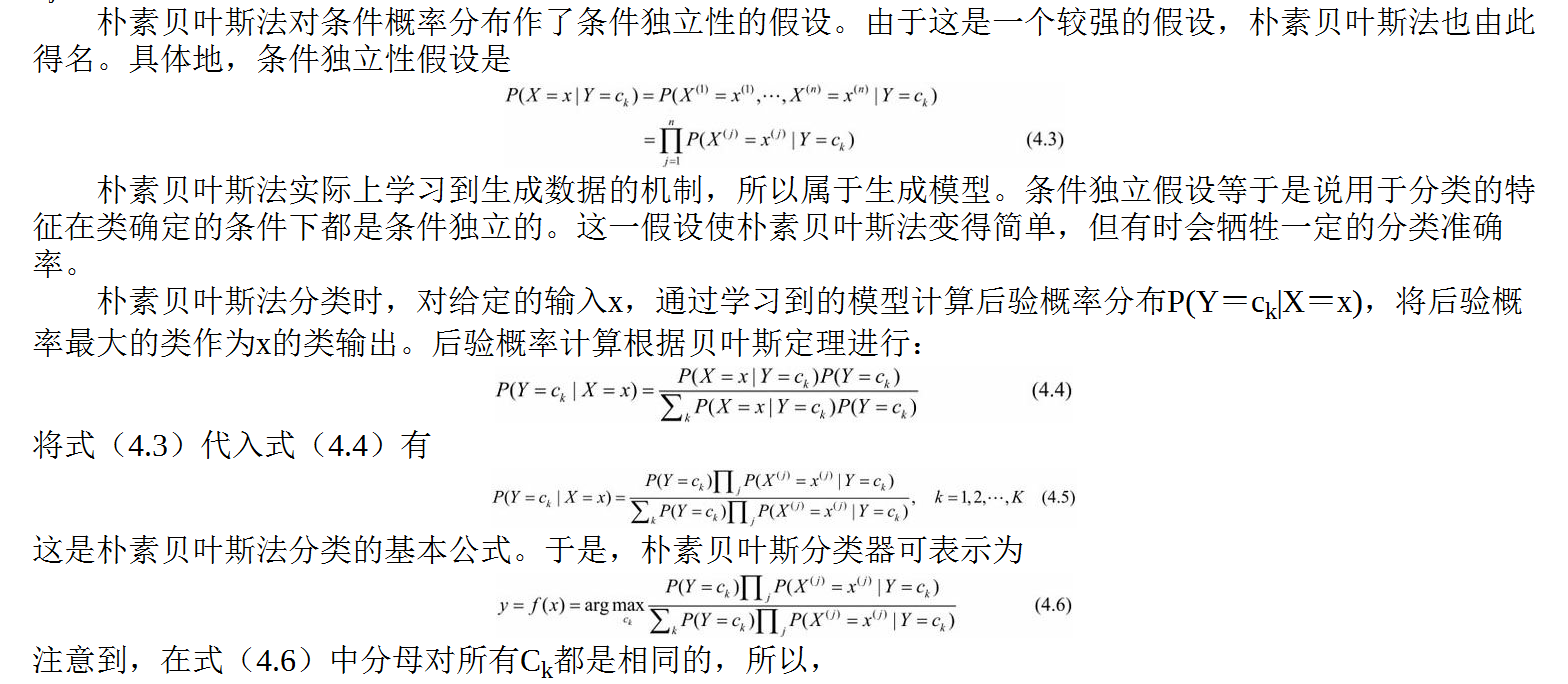 朴素贝叶斯法对条件概率分布作了条件独立性的假设。由于这是一个较强的假设，朴素贝叶斯法也由此
得名。具体地，条件独立性假设是
P(X = x | Y = c_k) = P(X^(1) = x^(1), ⋯, X^(n) = x^(n) | Y = c_k)
= ∏_{j=1}^{n} P(X^(j) = x^(j) | Y = c_k) (4.3)
朴素贝叶斯法实际上学习到生成数据的机制，所以属于生成模型。条件独立假设等于是说用于分类的特
征在类确定的条件下都是条件独立的。这一假设使朴素贝叶斯法变得简单，但有时会牺牲一定的分类准确
率。
朴素贝叶斯法分类时，对给定的输入x，通过学习到的模型计算后验概率分布P(Y＝c_k|X＝x)，将后验概
率最大的类作为x的类输出。后验概率计算根据贝叶斯定理进行：
P(Y = c_k | X = x) = \frac{P(X = x | Y = c_k)P(Y = c_k)}{∑_k P(X = x | Y = c_k)P(Y = c_k)} (4.4)
将式（4.3）代入式（4.4）有
P(Y = c_k | X = x) = \frac{P(Y = c_k)∏_j P(X^(j) = x^(j) | Y = c_k)}{∑_k P(Y = c_k)∏_j P(X^(j) = x^(j) | Y = c_k)}, k = 1, 2, ⋯, K (4.5)
这是朴素贝叶斯法分类的基本公式。于是，朴素贝叶斯分类器可表示为
y = f(x) = arg max_{c_k} \frac{P(Y = c_k)∏_j P(X^(j) = x^(j) | Y = c_k)}{∑_k P(Y = c_k)∏_j P(X^(j) = x^(j) | Y = c_k)} (4.6)
注意到，在式（4.6）中分母对所有C_k都是相同的，所以，